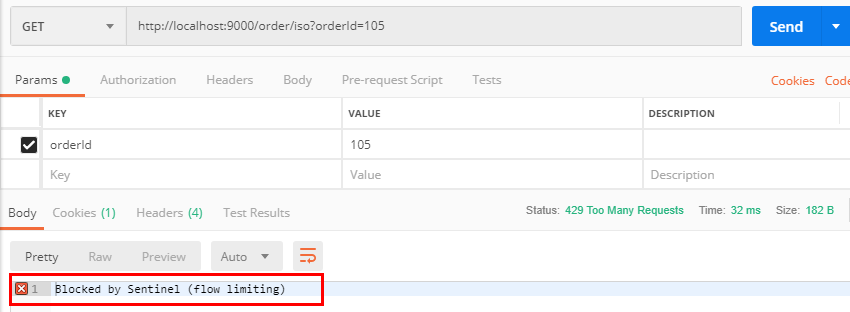 GET http://localhost:9000/order/iso?orderId=105 Send
Params Authorization Headers Body Pre-request Script Tests Cookies Code
KEY VALUE DESCRIPTION
orderId 105
Key Value Description
Body Cookies (1) Headers (4) Test Results Status: 429 Too Many Requests Time: 32 ms Size: 182 B
Pretty Raw Preview Auto
1 Blocked by Sentinel (flow limiting)